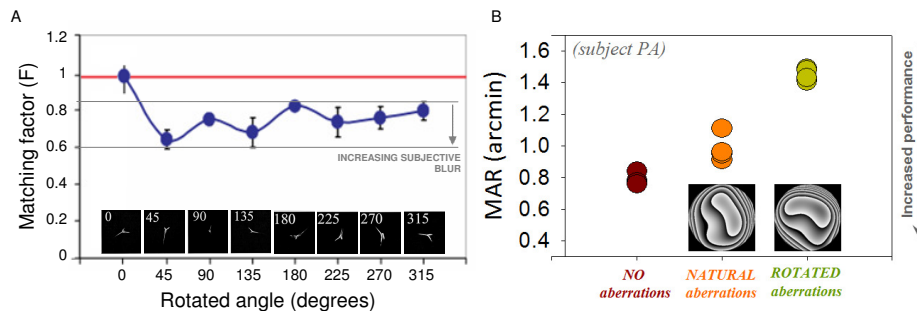 A
Matching factor (F)
1.2
1
0.8
0.6
0.4
0.2
0
INCREASING SUBJECTIVE
BLUR
0 45 90 135 180 225 270 315
0 45 90 135 180 225 270 315
Rotated angle (degrees)
B
(subject PA)
MAR (arcmin)
1.6
1.4
1.2
1.0
0.8
0.6
0.4
NO
aberrations
NATURAL
aberrations
ROTATED
aberrations
Increased performance